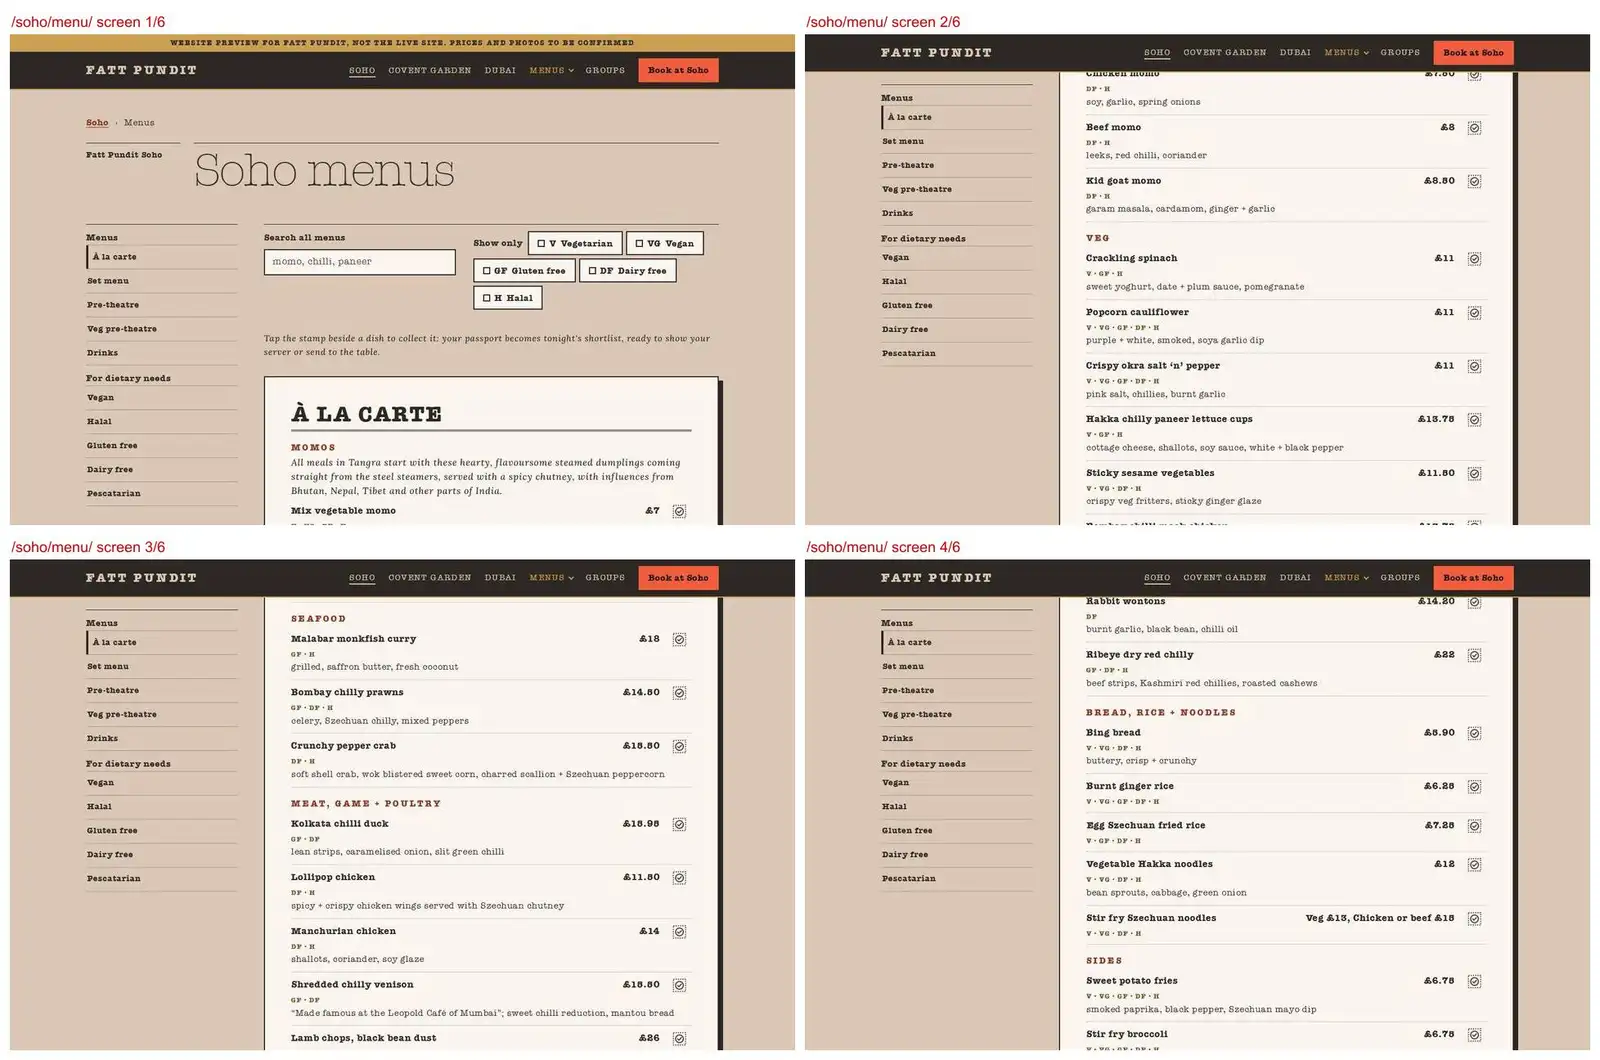 /soho/menu/ screen 1/6
WEBSITE PREVIEW FOR FATT PUNDIT, NOT THE LIVE SITE. PRICES AND PHOTOS TO BE CONFIRMED
FATT PUNDIT
SOHO COVENT GARDEN DUBAI MENUS GROUPS Book at Soho
Soho › Menus
Fatt Pundit Soho
Soho menus
Menus
À la carte
Set menu
Pre-theatre
Veg pre-theatre
Drinks
For dietary needs
Vegan
Halal
Gluten free
Dairy free
Pescatarian
Search all menus
momo, chilli, paneer
Show only V Vegetarian VG Vegan
GF Gluten free DF Dairy free
H Halal
Tap the stamp beside a dish to collect it: your passport becomes tonight's shortlist, ready to show your
server or send to the table.
À LA CARTE
MOMOS
All meals in Tangra start with these hearty, flavoursome steamed dumplings coming
straight from the steel steamers, served with a spicy chutney, with influences from
Bhutan, Nepal, Tibet and other parts of India.
Mix vegetable momo £7
/soho/menu/ screen 2/6
FATT PUNDIT
SOHO COVENT GARDEN DUBAI MENUS GROUPS Book at Soho
Menus
À la carte
Set menu
Pre-theatre
Veg pre-theatre
Drinks
For dietary needs
Vegan
Halal
Gluten free
Dairy free
Pescatarian
Chicken momo £7.50
DF · H
soy, garlic, spring onions
Beef momo £8
DF · H
leeks, red chilli, coriander
Kid goat momo £8.50
DF · H
garam masala, cardamom, ginger + garlic
VEG
Crackling spinach £11
V · GF · H
sweet yoghurt, date + plum sauce, pomegranate
Popcorn cauliflower £11
V · VG · GF · DF · H
purple + white, smoked, soya garlic dip
Crispy okra salt ‘n’ pepper £11
V · VG · GF · DF · H
pink salt, chillies, burnt garlic
Hakka chilly paneer lettuce cups £13.75
V · GF · H
cottage cheese, shallots, soy sauce, white + black pepper
Sticky sesame vegetables £11.50
V · VG · DF · H
crispy veg fritters, sticky ginger glaze
/soho/menu/ screen 3/6
FATT PUNDIT
SOHO COVENT GARDEN DUBAI MENUS GROUPS Book at Soho
Menus
À la carte
Set menu
Pre-theatre
Veg pre-theatre
Drinks
For dietary needs
Vegan
Halal
Gluten free
Dairy free
Pescatarian
SEAFOOD
Malabar monkfish curry £18
GF · H
grilled, saffron butter, fresh coconut
Bombay chilly prawns £14.50
GF · DF · H
celery, Szechuan chilly, mixed peppers
Crunchy pepper crab £15.50
DF · H
soft shell crab, wok blistered sweet corn, charred scallion + Szechuan peppercorn
MEAT, GAME + POULTRY
Kolkata chilli duck £15.95
GF · DF
lean strips, caramelised onion, slit green chilli
Lollipop chicken £11.50
DF · H
spicy + crispy chicken wings served with Szechuan chutney
Manchurian chicken £14
DF · H
shallots, coriander, soy glaze
Shredded chilly venison £15.50
GF · DF
“Made famous at the Leopold Café of Mumbai”; sweet chilli reduction, mantou bread
Lamb chops, black bean dust £26
/soho/menu/ screen 4/6
FATT PUNDIT
SOHO COVENT GARDEN DUBAI MENUS GROUPS Book at Soho
Menus
À la carte
Set menu
Pre-theatre
Veg pre-theatre
Drinks
For dietary needs
Vegan
Halal
Gluten free
Dairy free
Pescatarian
Rabbit wontons £14.20
DF
burnt garlic, black bean, chilli oil
Ribeye dry red chilly £22
GF · DF · H
beef strips, Kashmiri red chillies, roasted cashews
BREAD, RICE + NOODLES
Bing bread £5.90
V · VG · DF · H
buttery, crisp + crunchy
Burnt ginger rice £6.25
V · VG · GF · DF · H
Egg Szechuan fried rice £7.25
V · GF · DF · H
Vegetable Hakka noodles £12
V · VG · DF · H
bean sprouts, cabbage, green onion
Stir fry Szechuan noodles Veg £13, Chicken or beef £15
V · VG · DF · H
SIDES
Sweet potato fries £6.75
V · VG · GF · DF · H
smoked paprika, black pepper, Szechuan mayo dip
Stir fry broccoli £6.75